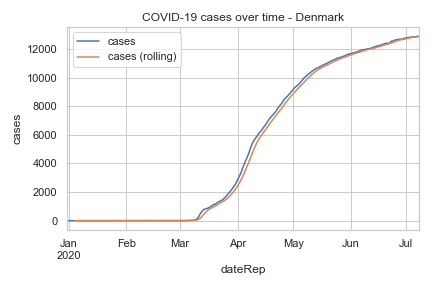 COVID-19 cases over time - Denmark
cases
cases (rolling)
12000
10000
8000
6000
4000
2000
0
cases
Jan Feb Mar Apr May Jun Jul
2020
dateRep